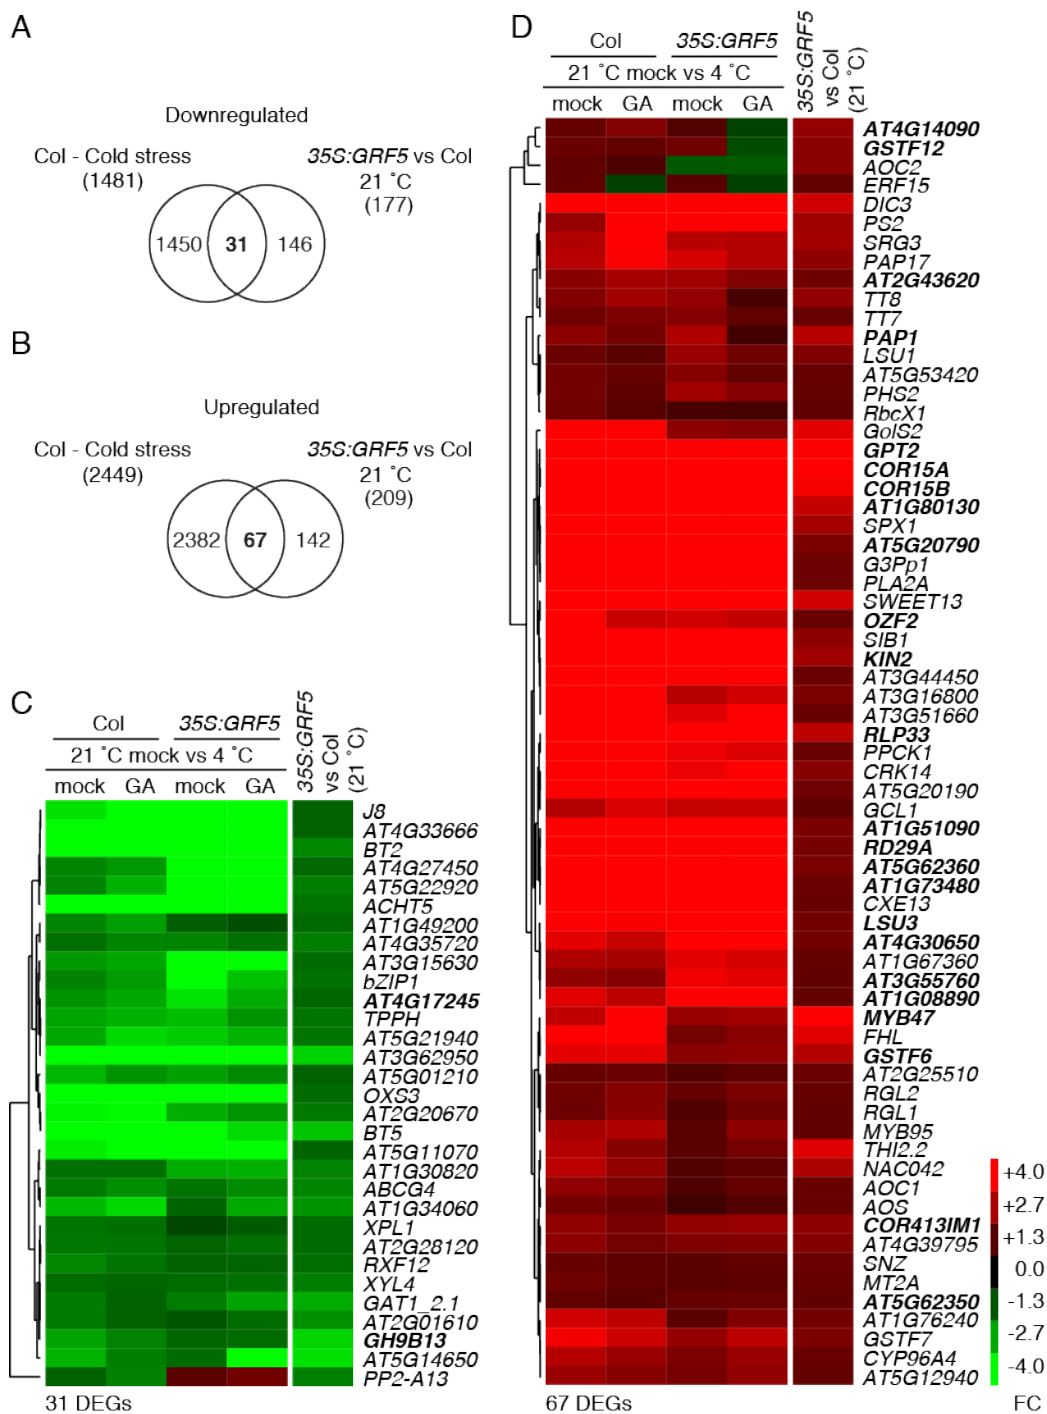 A
Downregulated
Col - Cold stress
(1481)
35S:GRF5 vs Col
21 ˚C
(177)
1450
31
146
B
Upregulated
Col - Cold stress
(2449)
35S:GRF5 vs Col
21 ˚C
(209)
2382
67
142
C
Col
35S:GRF5
21 ˚C mock vs 4 ˚C
mock
GA
mock
GA
35S:GRF5
vs Col
(21 ˚C)
J8
AT4G33666
BT2
AT4G27450
AT5G22920
ACHT5
AT1G49200
AT4G35720
AT3G15630
bZIP1
AT4G17245
TPPH
AT5G21940
AT3G62950
AT5G01210
OXS3
AT2G20670
BT5
AT5G11070
AT1G30820
ABCG4
AT1G34060
XPL1
AT2G28120
RXF12
XYL4
GAT1_2.1
AT2G01610
GH9B13
AT5G14650
PP2-A13
31 DEGs
D
Col
35S:GRF5
21 ˚C mock vs 4 ˚C
mock
GA
mock
GA
35S:GRF5
vs Col
(21 ˚C)
AT4G14090
GSTF12
AOC2
ERF15
DIC3
PS2
SRG3
PAP17
AT2G43620
TT8
TT7
PAP1
LSU1
AT5G53420
PHS2
RbcX1
GolS2
GPT2
COR15A
COR15B
AT1G80130
SPX1
AT5G20790
G3Pp1
PLA2A
SWEET13
OZF2
SIB1
KIN2
AT3G44450
AT3G16800
AT3G51660
RLP33
PPCK1
CRK14
AT5G20190
GCL1
AT1G51090
RD29A
AT5G62360
AT1G73480
CXE13
LSU3
AT4G30650
AT1G67360
AT3G55760
AT1G08890
MYB47
FHL
GSTF6
AT2G25510
RGL2
RGL1
MYB95
THI2.2
NAC042
AOC1
AOS
COR413IM1
AT4G39795
SNZ
MT2A
AT5G62350
AT1G76240
GSTF7
CYP96A4
AT5G12940
67 DEGs
+4.0
+2.7
+1.3
0.0
-1.3
-2.7
-4.0
FC